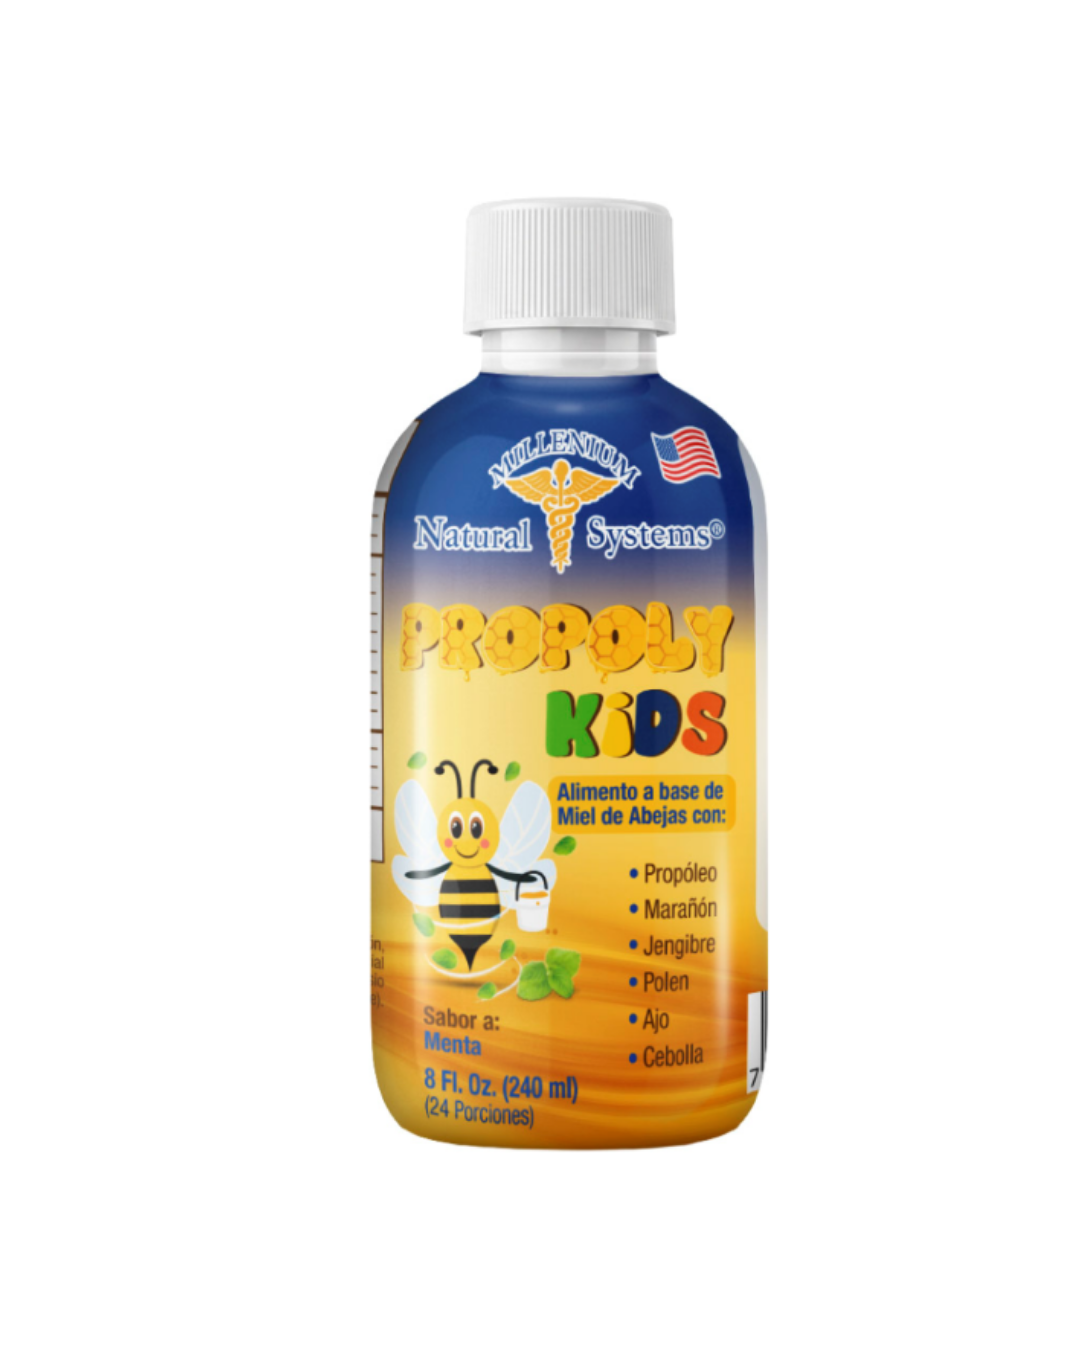 MILLENIUM
Natural Systems®
PROPOLY
KiDS
Alimento a base de
Miel de Abejas con:
• Propóleo
• Marañón
• Jengibre
• Polen
• Ajo
• Cebolla
Sabor a:
Menta
8 Fl. Oz. (240 ml)
(24 Porciones)
7